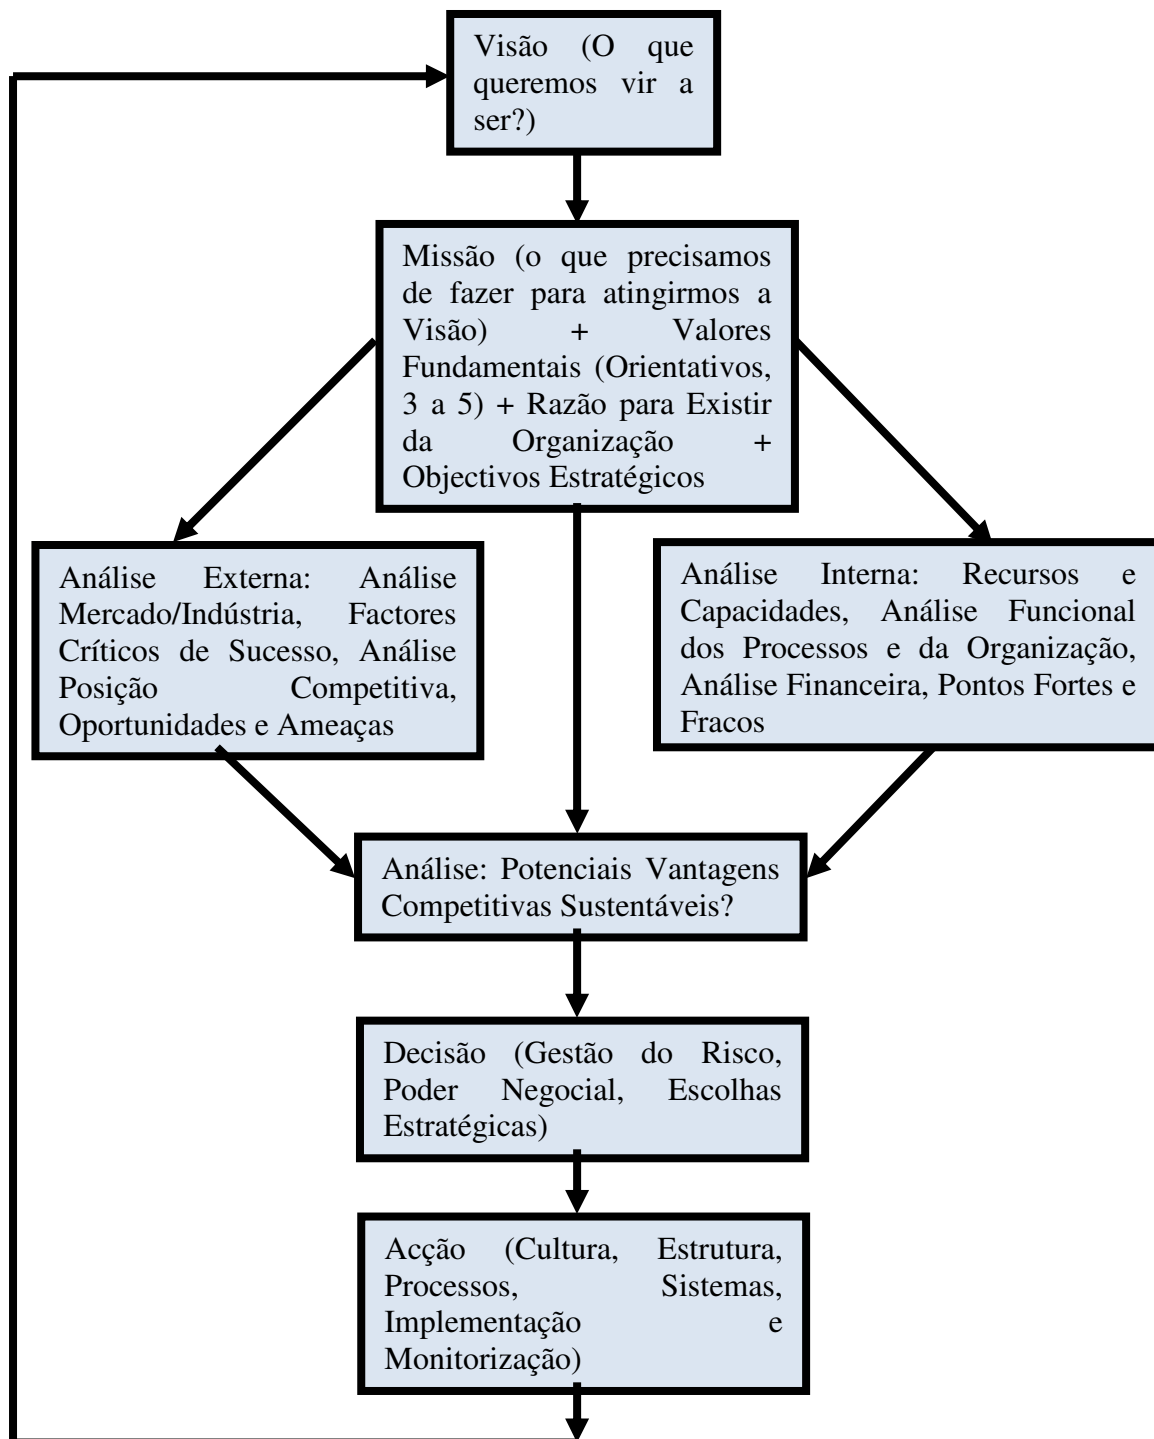 Visão (O que
queremos vir a
ser?)
Missão (o que precisamos
de fazer para atingirmos a
Visão) + Valores
Fundamentais (Orientativos,
3 a 5) + Razão para Existir
da Organização +
Objectivos Estratégicos
Análise Externa: Análise
Mercado/Indústria, Factores
Críticos de Sucesso, Análise
Posição Competitiva,
Oportunidades e Ameaças
Análise Interna: Recursos e
Capacidades, Análise Funcional
dos Processos e da Organização,
Análise Financeira, Pontos Fortes e
Fracos
Análise: Potenciais Vantagens
Competitivas Sustentáveis?
Decisão (Gestão do Risco,
Poder Negocial, Escolhas
Estratégicas)
Acção (Cultura, Estrutura,
Processos, Sistemas,
Implementação e
Monitorização)